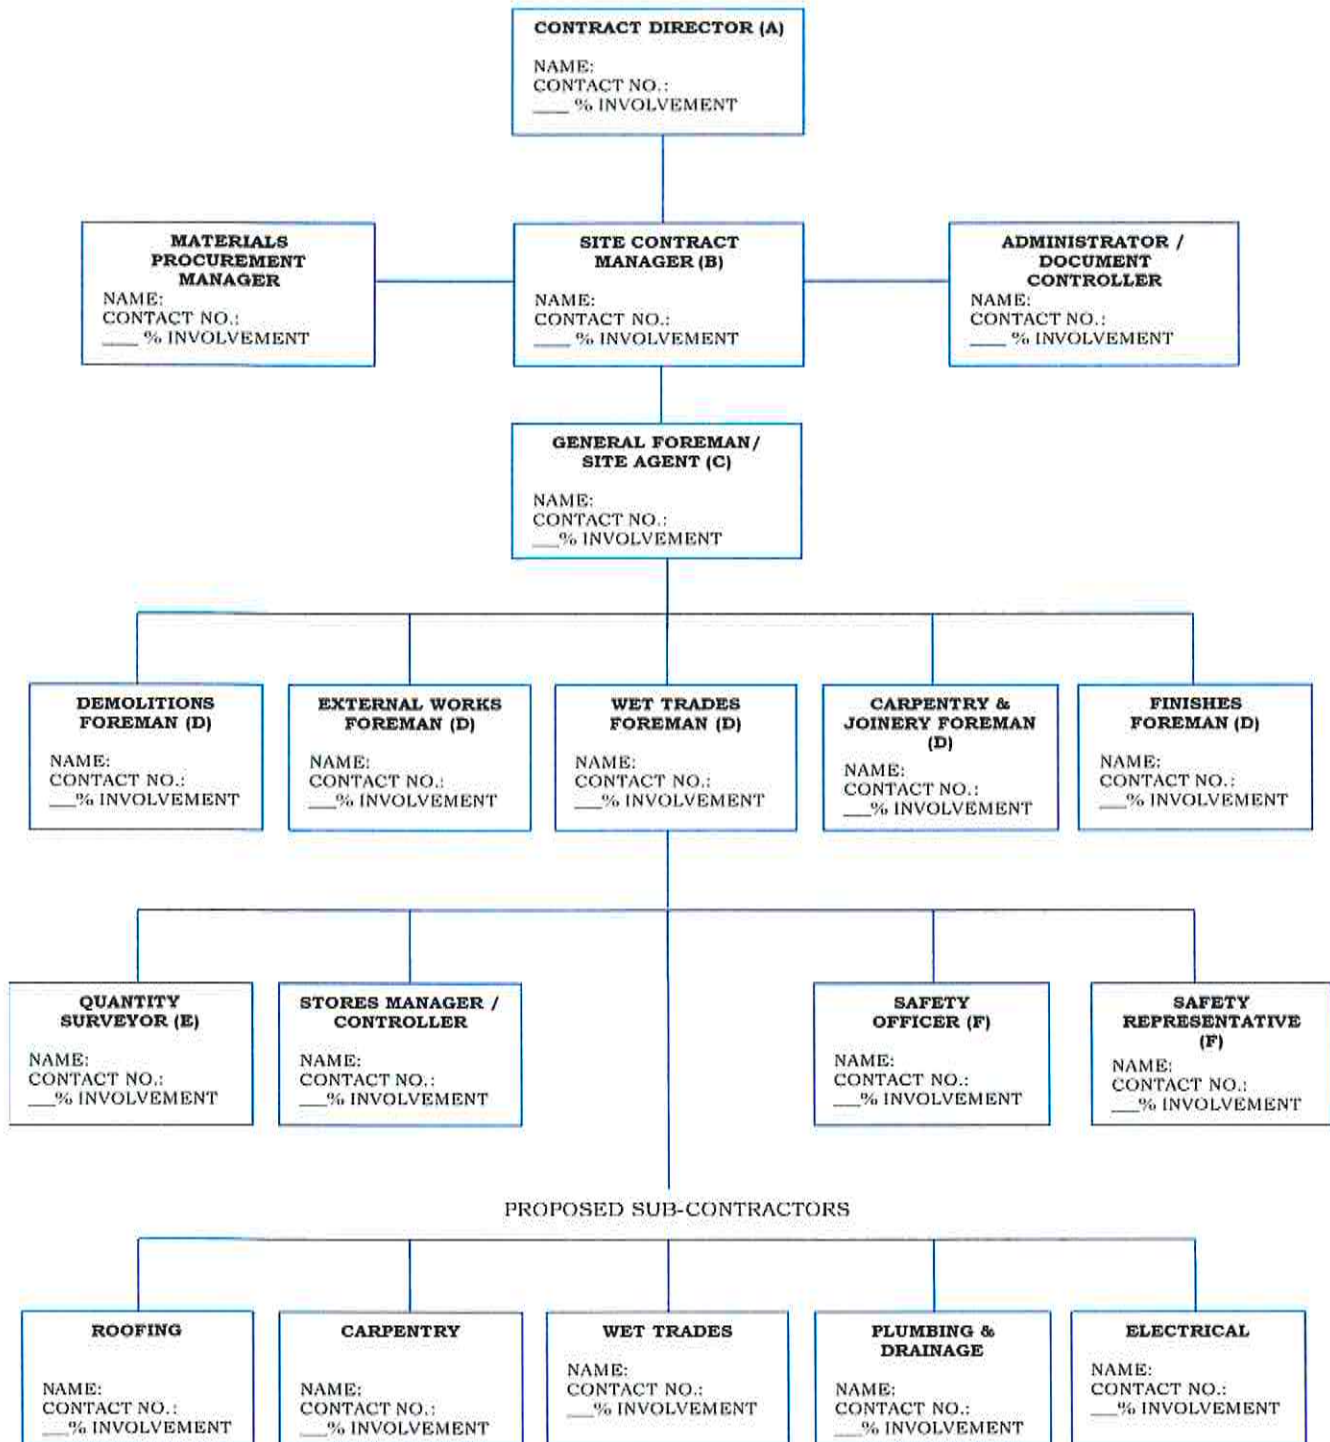 CONTRACT DIRECTOR (A)
NAME:
CONTACT NO.:
____ % INVOLVEMENT
MATERIALS
PROCUREMENT
MANAGER
NAME:
CONTACT NO.:
____ % INVOLVEMENT
SITE CONTRACT
MANAGER (B)
NAME:
CONTACT NO.:
____ % INVOLVEMENT
ADMINISTRATOR /
DOCUMENT
CONTROLLER
NAME:
CONTACT NO.:
____ % INVOLVEMENT
GENERAL FOREMAN/
SITE AGENT (C)
NAME:
CONTACT NO.:
___% INVOLVEMENT
DEMOLITIONS
FOREMAN (D)
NAME:
CONTACT NO.:
___% INVOLVEMENT
EXTERNAL WORKS
FOREMAN (D)
NAME:
CONTACT NO.:
___% INVOLVEMENT
WET TRADES
FOREMAN (D)
NAME:
CONTACT NO.:
___% INVOLVEMENT
CARPENTRY &
JOINERY FOREMAN
(D)
NAME:
CONTACT NO.:
___% INVOLVEMENT
FINISHES
FOREMAN (D)
NAME:
CONTACT NO.:
___% INVOLVEMENT
QUANTITY
SURVEYOR (E)
NAME:
CONTACT NO.:
___% INVOLVEMENT
STORES MANAGER /
CONTROLLER
NAME:
CONTACT NO.:
___% INVOLVEMENT
SAFETY
OFFICER (F)
NAME:
CONTACT NO.:
___% INVOLVEMENT
SAFETY
REPRESENTATIVE
(F)
NAME:
CONTACT NO.:
___% INVOLVEMENT
PROPOSED SUB-CONTRACTORS
ROOFING
NAME:
CONTACT NO.:
___% INVOLVEMENT
CARPENTRY
NAME:
CONTACT NO.:
___% INVOLVEMENT
WET TRADES
NAME:
CONTACT NO.:
___% INVOLVEMENT
PLUMBING &
DRAINAGE
NAME:
CONTACT NO.:
___% INVOLVEMENT
ELECTRICAL
NAME:
CONTACT NO.:
___% INVOLVEMENT